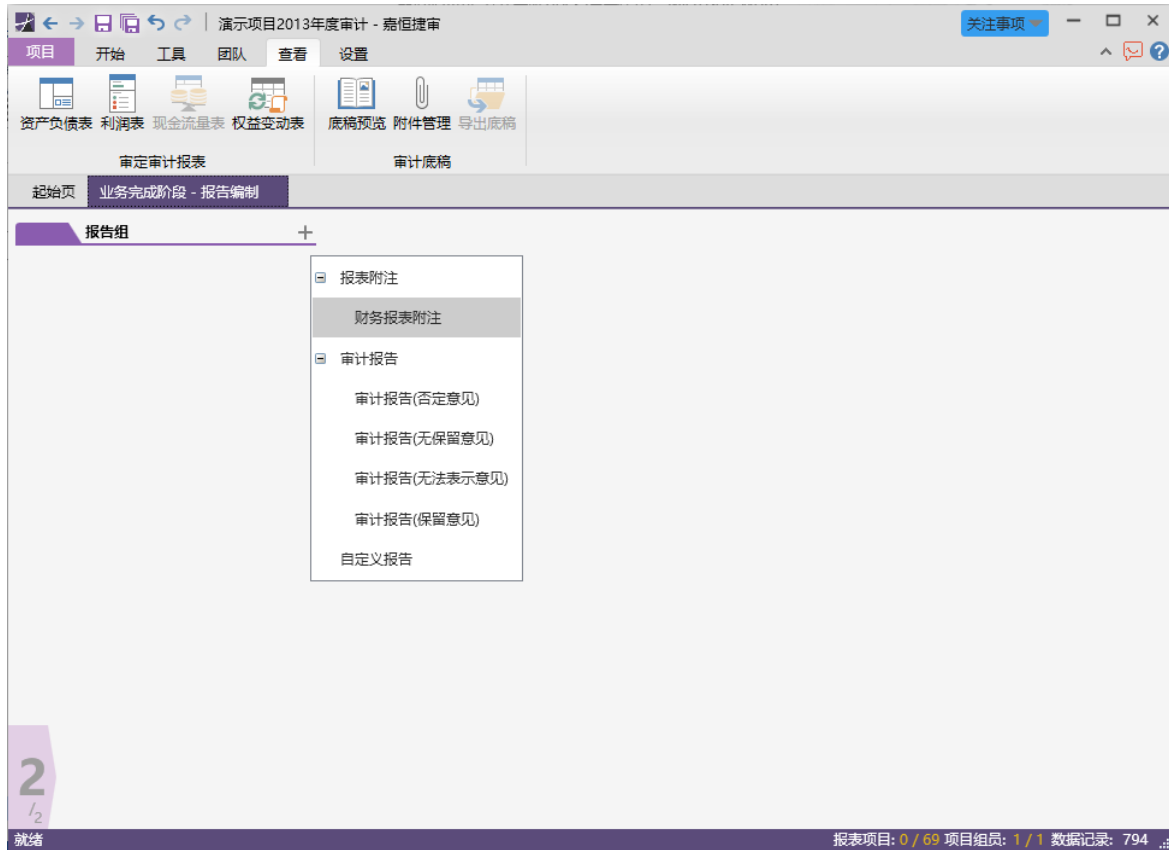 演示项目2013年度审计 - 嘉恒捷审
关注事项
项目 开始 工具 团队 查看 设置
资产负债表 利润表 现金流量表 权益变动表 底稿预览 附件管理 导出底稿
审定审计报表 审计底稿
起始页 业务完成阶段 - 报告编制
报告组 +
报表附注
财务报表附注
审计报告
审计报告(否定意见)
审计报告(无保留意见)
审计报告(无法表示意见)
审计报告(保留意见)
自定义报告
2
/2
就绪 报表项目: 0 / 69 项目组员: 1 / 1 数据记录: 794